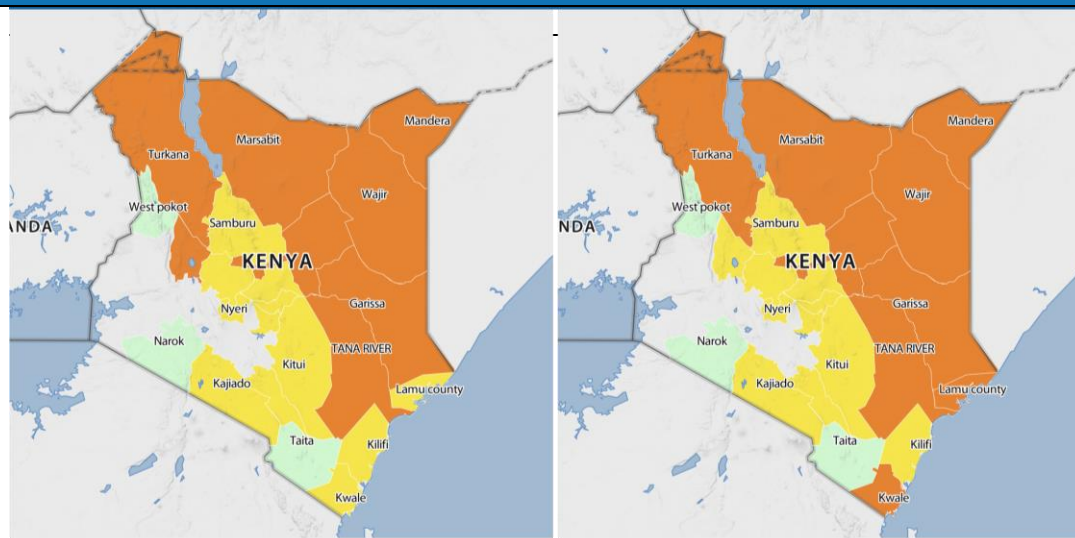 Mandera
Marsabit
Turkana
Wajir
West pokot
ANDA
Samburu
KENYA
Garissa
Nyeri
Narok
TANA RIVER
Kitui
Kajiado
Lamu county
Taita
Kilifi
Kwale
Mandera
Marsabit
Turkana
Wajir
West pokot
NDA
Samburu
KENYA
Garissa
Nyeri
Narok
TANA RIVER
Kitui
Kajiado
Lamu county
Taita
Kilifi
Kwale